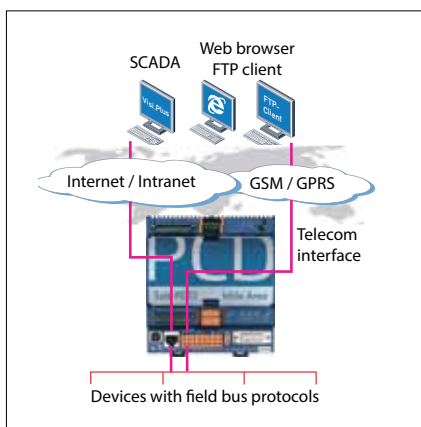 SCADA
Web browser
FTP client
Visi.Plus
FTP-
Client
Internet / Intranet
GSM / GPRS
Telecom
interface
PCD
Devices with field bus protocols